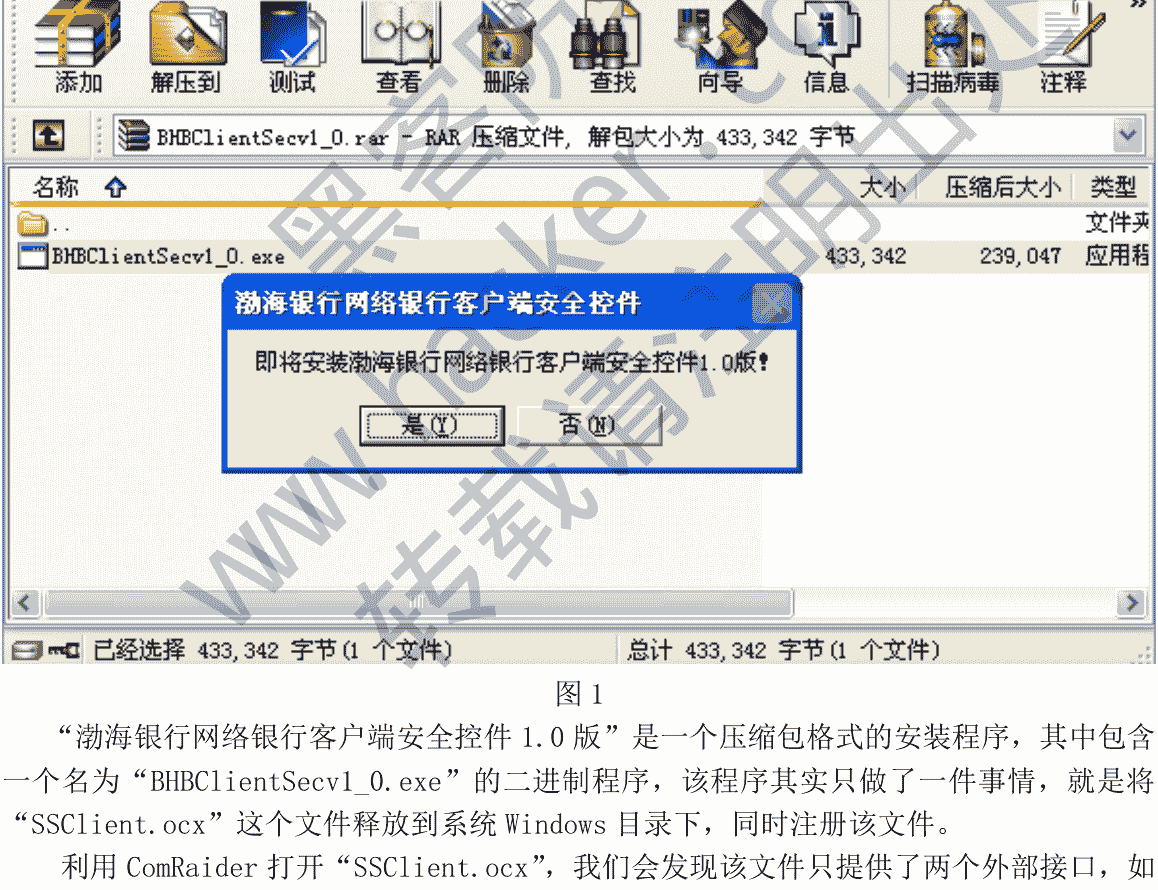 添加 解压到 测试 查看 删除 查找 向导 信息 扫描病毒 注释
BHBClientSecv1_0.rar - RAR 压缩文件, 解包大小为 433,342 字节
名称 大小 压缩后大小 类型
.. 文件夹
BHBClientSecv1_0.exe 433,342 239,047 应用程
渤海银行网络银行客户端安全控件
即将安装渤海银行网络银行客户端安全控件1.0版!
是(Y) 否(N)
已经选择 433,342 字节(1 个文件) 总计 433,342 字节(1 个文件)
图 1
“渤海银行网络银行客户端安全控件 1.0 版”是一个压缩包格式的安装程序，其中包含
一个名为“BHBClientSecv1_0.exe”的二进制程序，该程序其实只做了一件事情，就是将
“SSClient.ocx”这个文件释放到系统 Windows 目录下，同时注册该文件。
利用 ComRaider 打开“SSClient.ocx”，我们会发现该文件只提供了两个外部接口，如
黑客防
www.hacker.co
转载请注明出